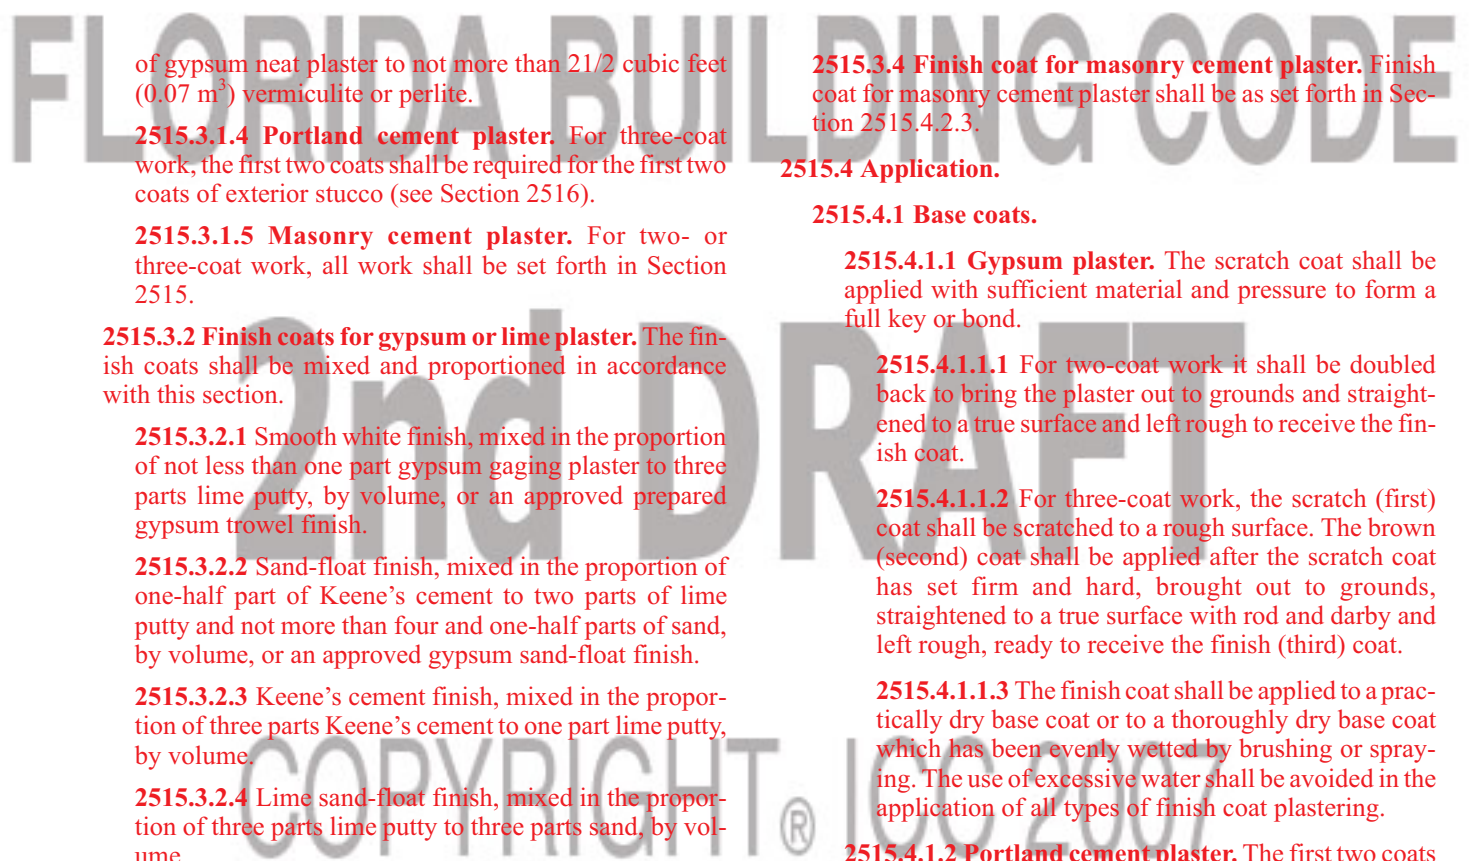 FLORIDA BUILDING CODE
of gypsum neat plaster to not more than 21/2 cubic feet
(0.07 m3) vermiculite or perlite.
2515.3.1.4 Portland cement plaster. For three-coat
work, the first two coats shall be required for the first two
coats of exterior stucco (see Section 2516).
2515.3.1.5 Masonry cement plaster. For two- or
three-coat work, all work shall be set forth in Section
2515.
2515.3.2 Finish coats for gypsum or lime plaster. The fin-
ish coats shall be mixed and proportioned in accordance
with this section.
2515.3.2.1 Smooth white finish, mixed in the proportion
of not less than one part gypsum gaging plaster to three
parts lime putty, by volume, or an approved prepared
gypsum trowel finish.
2515.3.2.2 Sand-float finish, mixed in the proportion of
one-half part of Keene’s cement to two parts of lime
putty and not more than four and one-half parts of sand,
by volume, or an approved gypsum sand-float finish.
2515.3.2.3 Keene’s cement finish, mixed in the propor-
tion of three parts Keene’s cement to one part lime putty,
by volume.
2515.3.2.4 Lime sand-float finish, mixed in the propor-
tion of three parts lime putty to three parts sand, by vol-
ume.
2515.3.4 Finish coat for masonry cement plaster. Finish
coat for masonry cement plaster shall be as set forth in Sec-
tion 2515.4.2.3.
2515.4 Application.
2515.4.1 Base coats.
2515.4.1.1 Gypsum plaster. The scratch coat shall be
applied with sufficient material and pressure to form a
full key or bond.
2515.4.1.1.1 For two-coat work it shall be doubled
back to bring the plaster out to grounds and straight-
ened to a true surface and left rough to receive the fin-
ish coat.
2515.4.1.1.2 For three-coat work, the scratch (first)
coat shall be scratched to a rough surface. The brown
(second) coat shall be applied after the scratch coat
has set firm and hard, brought out to grounds,
straightened to a true surface with rod and darby and
left rough, ready to receive the finish (third) coat.
2515.4.1.1.3 The finish coat shall be applied to a prac-
tically dry base coat or to a thoroughly dry base coat
which has been evenly wetted by brushing or spray-
ing. The use of excessive water shall be avoided in the
application of all types of finish coat plastering.
2515.4.1.2 Portland cement plaster. The first two coats
2nd DRAFT
COPYRIGHT ® ICC 2007